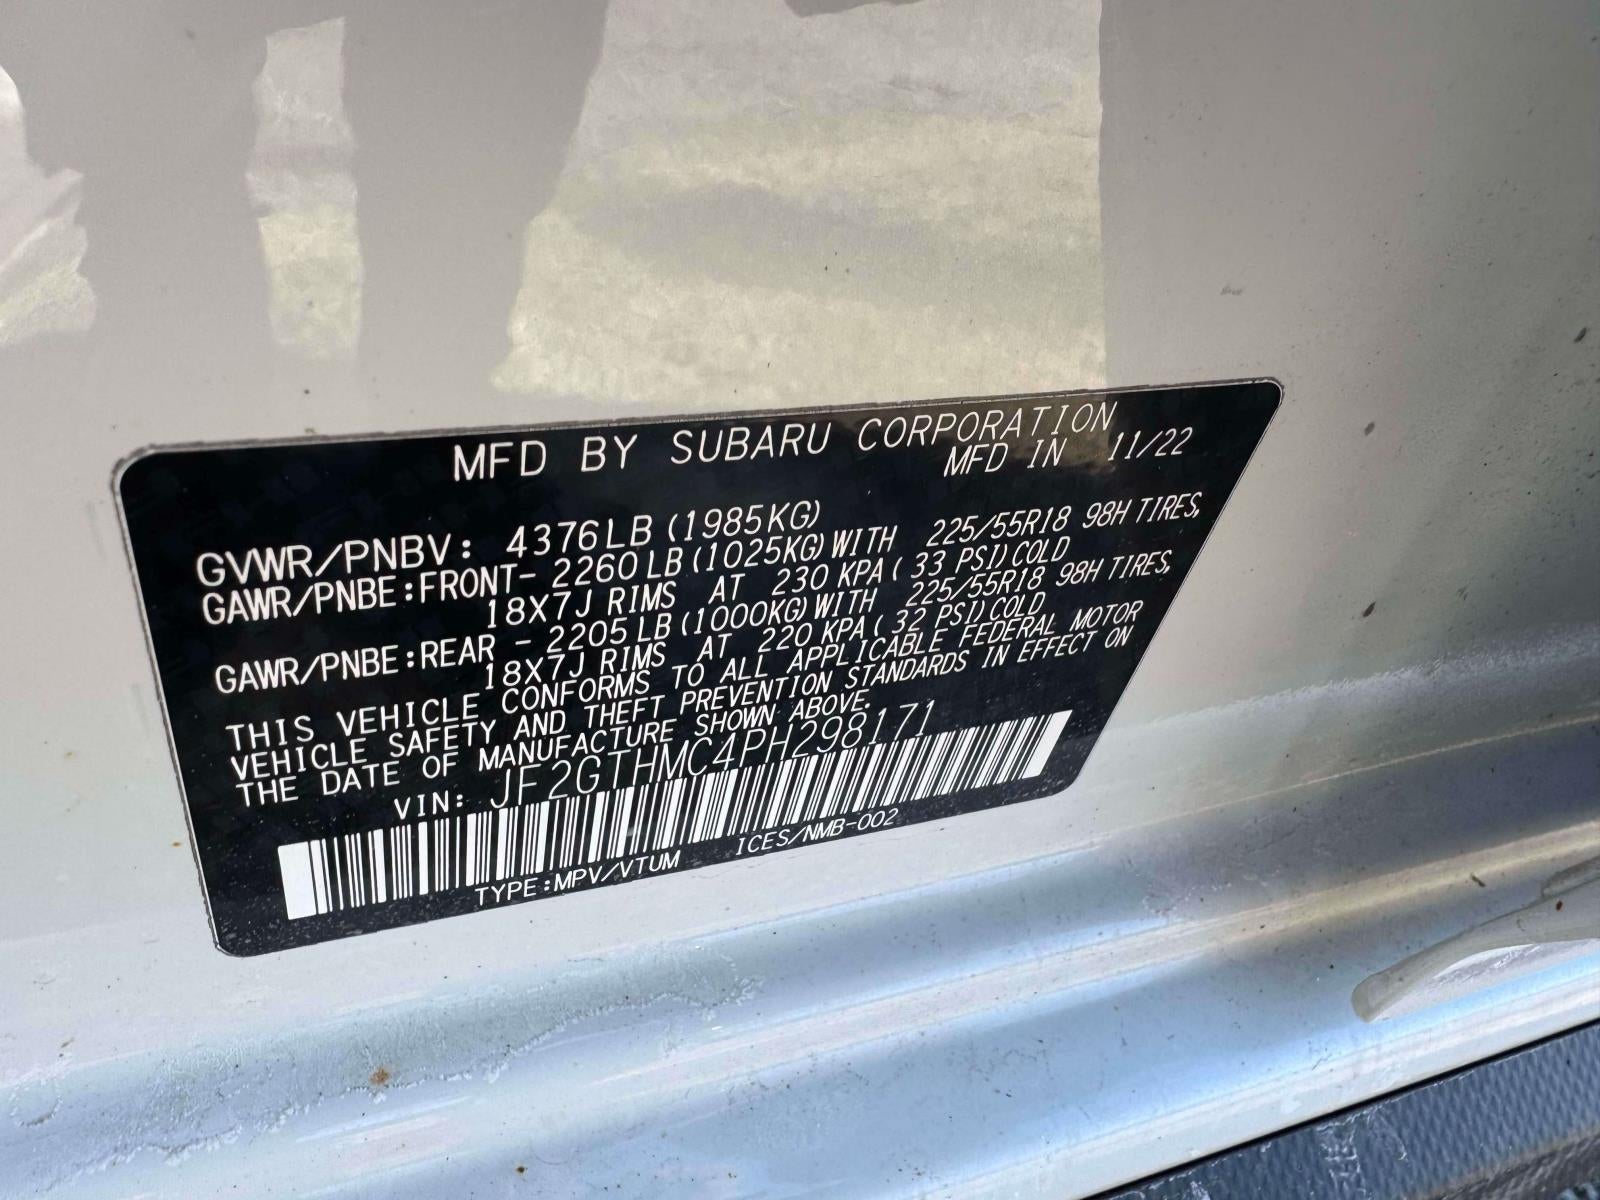 MFD BY SUBARU CORPORATION
MFD IN 11/22
GVWR/PNBV: 4376LB (1985KG)
GAWR/PNBE:FRONT- 2260LB(1025KG)WITH 225/55R18 98H TIRES,
18X7J RIMS AT 230 KPA( 33 PSI)COLD
GAWR/PNBE:REAR - 2205LB(1000KG)WITH 225/55R18 98H TIRES,
18X7J RIMS AT 220 KPA( 32 PSI)COLD
THIS VEHICLE CONFORMS TO ALL APPLICABLE FEDERAL MOTOR
VEHICLE SAFETY AND THEFT PREVENTION STANDARDS IN EFFECT ON
THE DATE OF MANUFACTURE SHOWN ABOVE.
VIN: JF2GTHMC4PH298171
TYPE:MPV/VTUM ICES/NMB-002